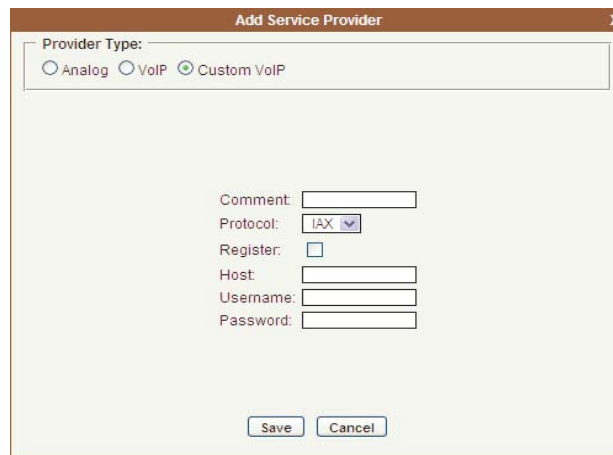 Add Service Provider X
Provider Type:
Analog VoIP Custom VoIP
Comment:
Protocol: IAX
Register:
Host:
Username:
Password:
Save Cancel